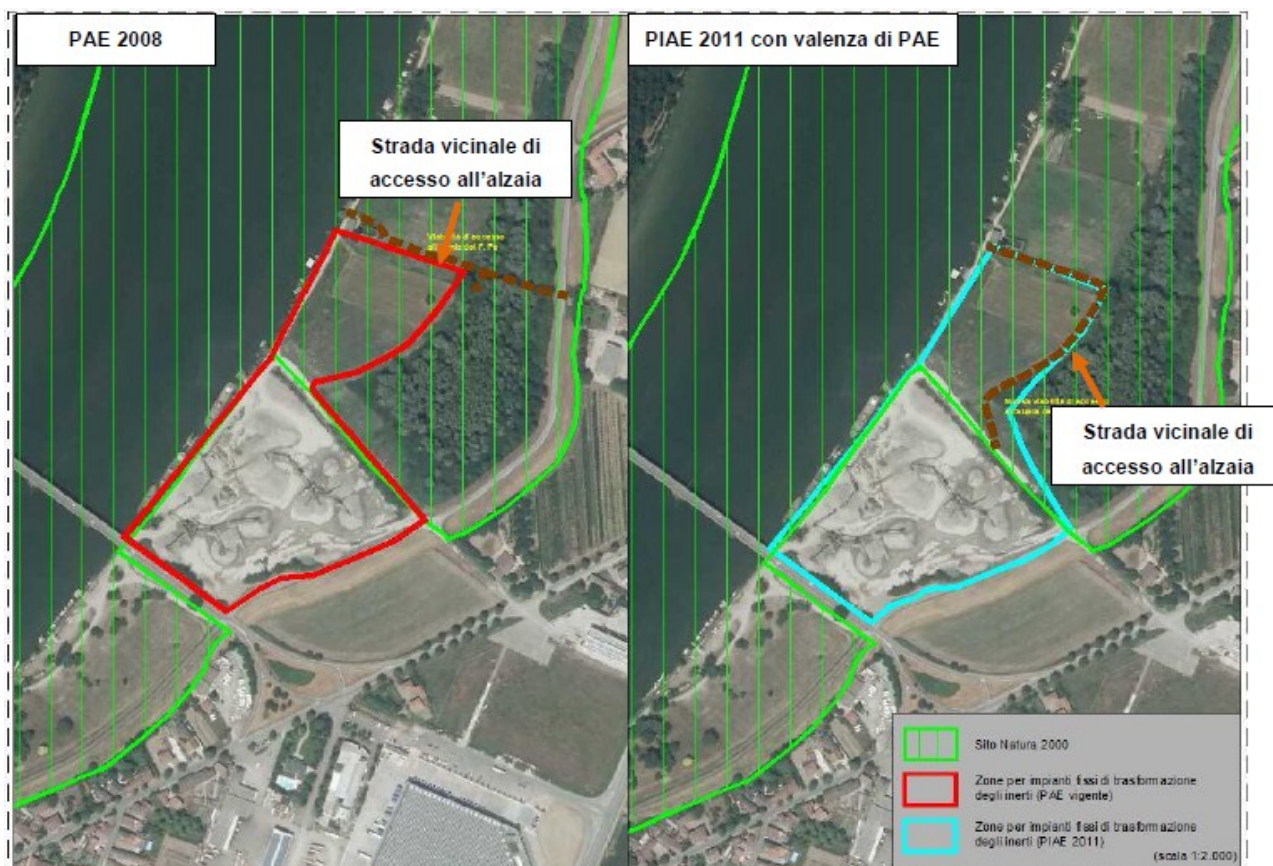 PAE 2008
PIAE 2011 con valenza di PAE
Strada vicinale di
accesso all'alzaia
Strada vicinale di
accesso all'alzaia
Sito Natura 2000
Zone per impianti fissi di trasformazione
degli inerti (PAE vigente)
Zone per impianti fissi di trasformazione
degli inerti (PIAE 2011)
(scala 1:2.000)